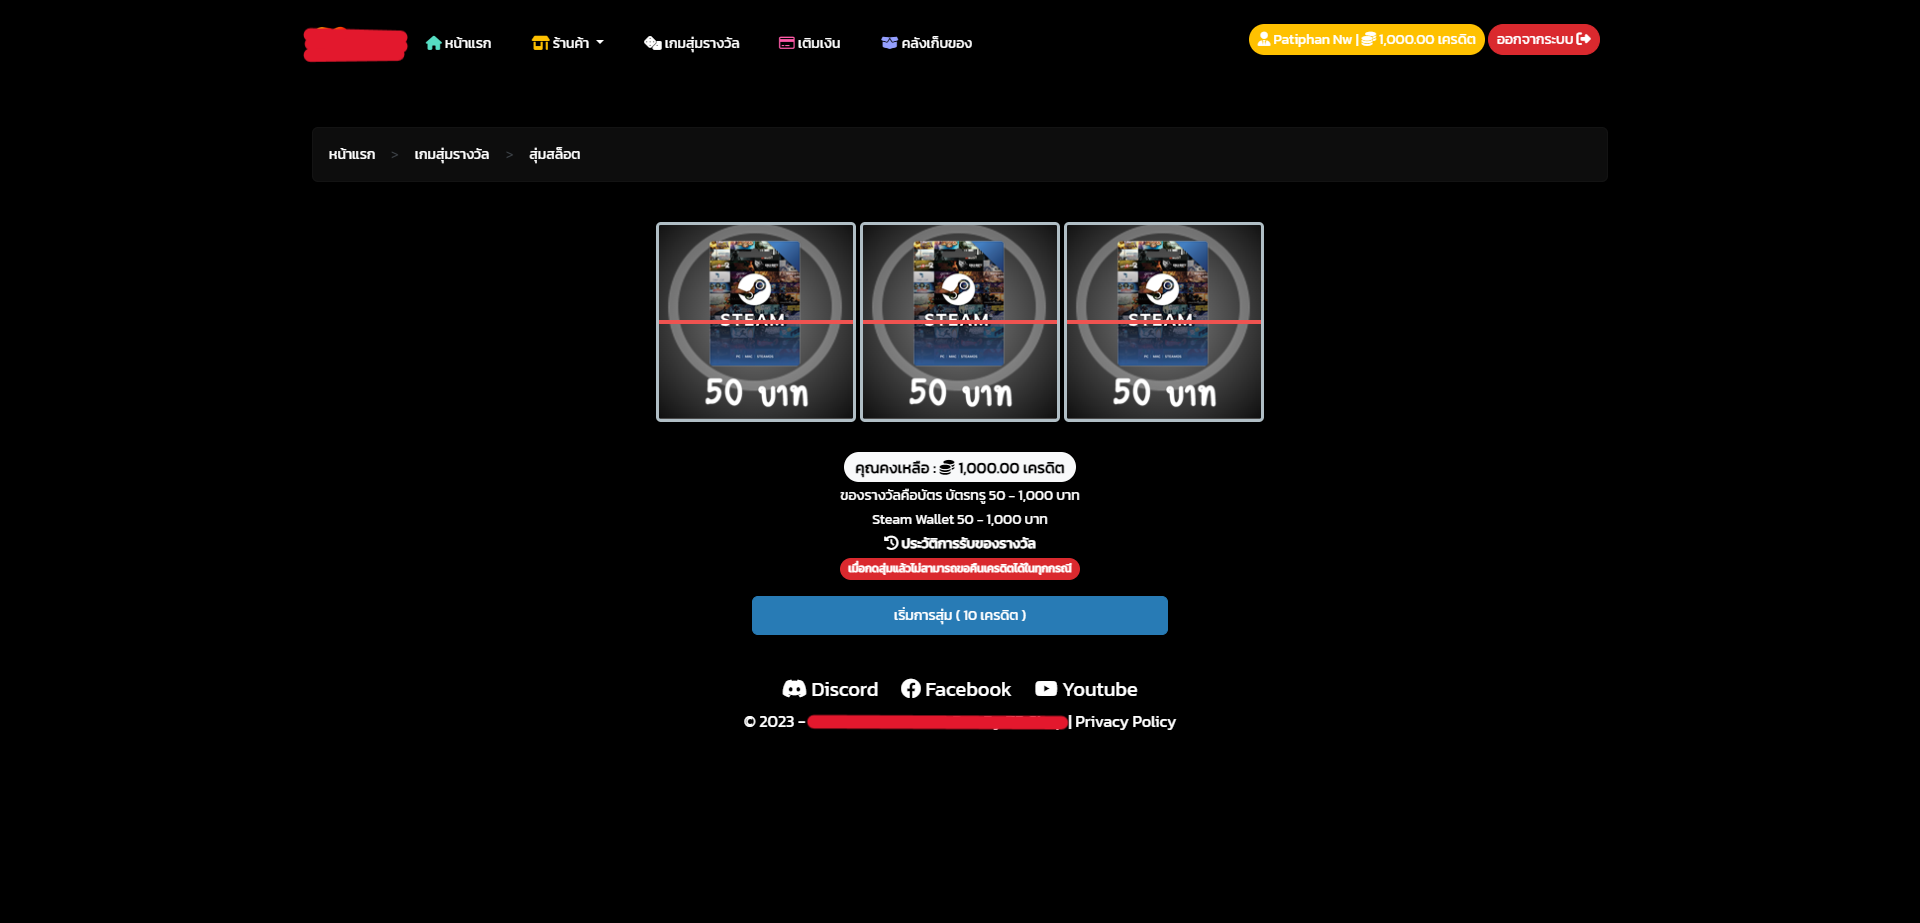 หน้าแรก ร้านค้า เกมสุ่มรางวัล เติมเงิน คลังเก็บของ Patiphan Nw | 1,000.00 เครดิต ออกจากระบบ
หน้าแรก > เกมสุ่มรางวัล > สุ่มสล็อต
STEAM STEAM STEAM
50 บาท 50 บาท 50 บาท
คุณคงเหลือ : 1,000.00 เครดิต
ของรางวัลคือบัตร บัตรทรู 50 - 1,000 บาท
Steam Wallet 50 - 1,000 บาท
ประวัติการรับของรางวัล
เมื่อกดสุ่มแล้วไม่สามารถขอคืนเครดิตได้ในทุกกรณี
เริ่มการสุ่ม ( 10 เครดิต )
Discord Facebook Youtube
© 2023 - | Privacy Policy